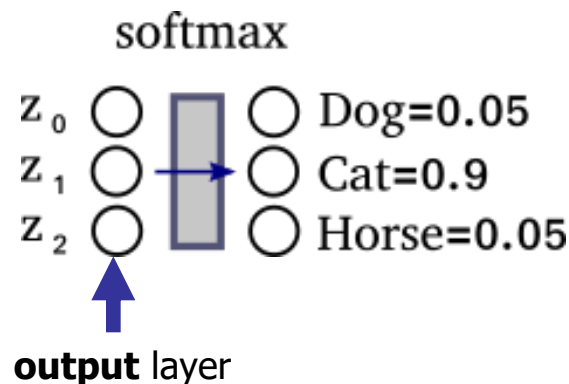 softmax
z₀ Dog=0.05
z₁ Cat=0.9
z₂ Horse=0.05
output layer